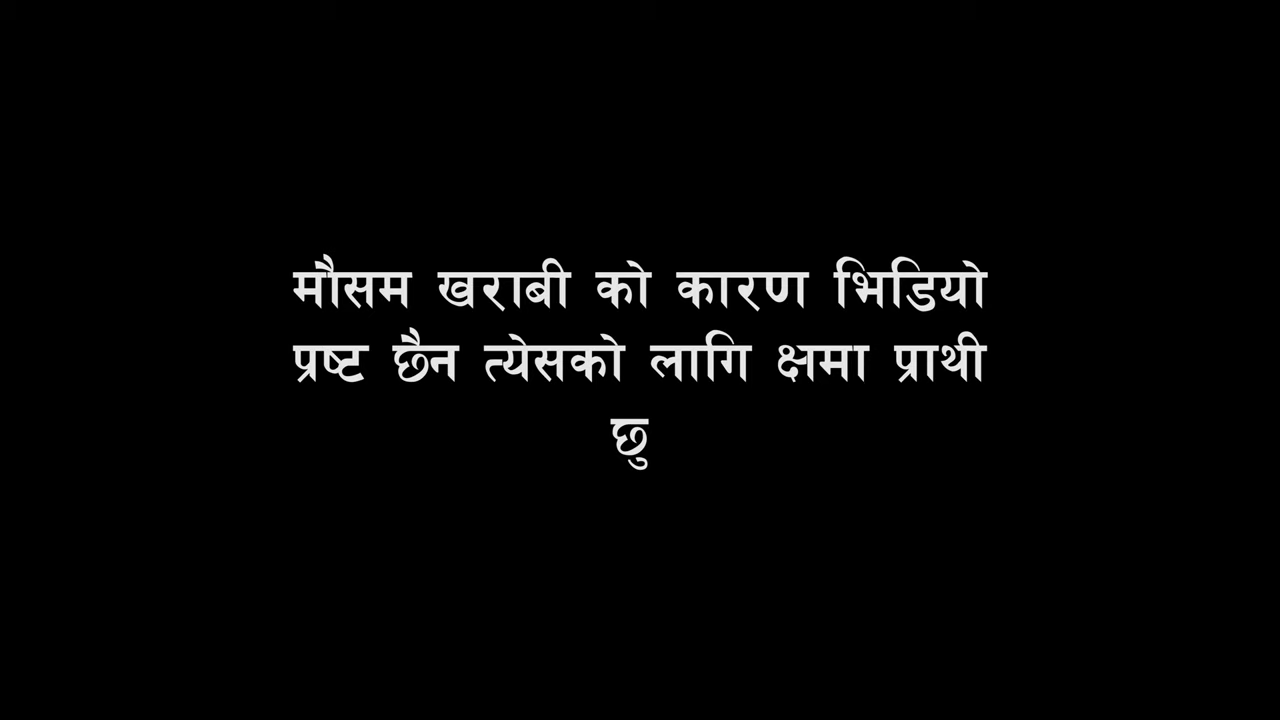 मौसम खराबी को कारण भिडियो
प्रष्ट छैन त्येसको लागि क्षमा प्राथी
छु